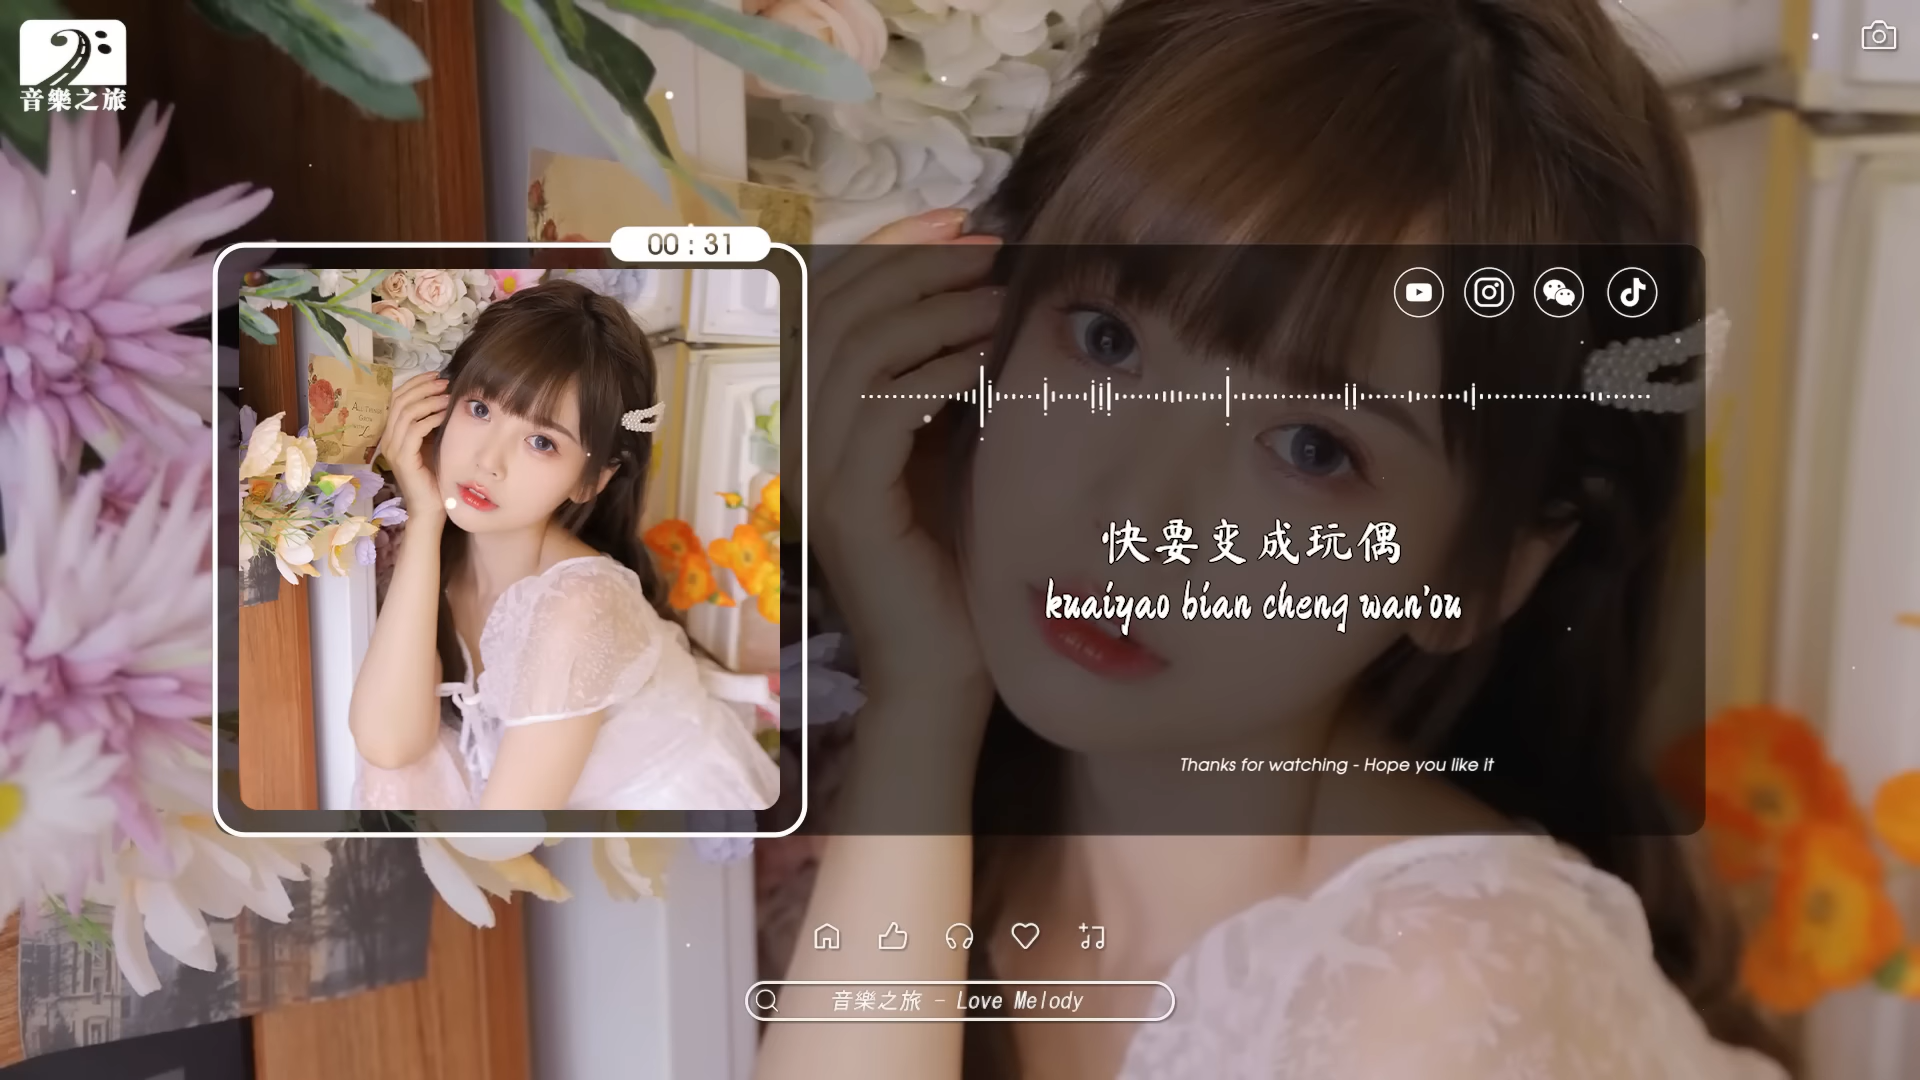 音樂之旅
00 : 31
快要变成玩偶
kuaiyao bian cheng wan'ou
Thanks for watching - Hope you like it
音樂之旅 - Love Melody